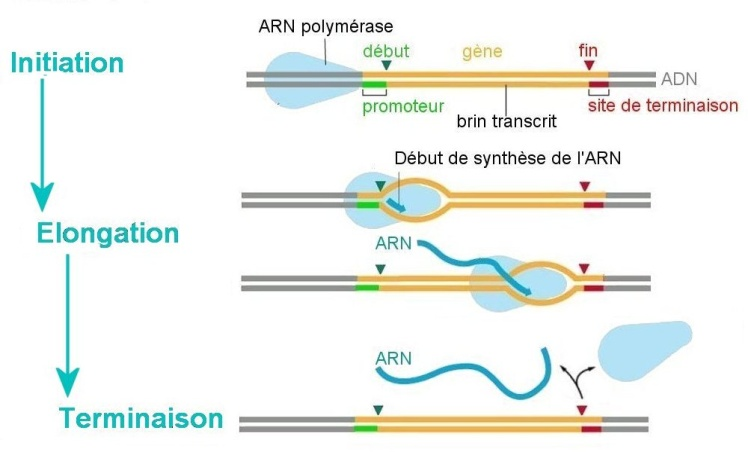 ARN polymérase
début
gène
fin
Initiation
ADN
promoteur
site de terminaison
brin transcrit
Début de synthèse de l'ARN
Elongation
ARN
ARN
Terminaison